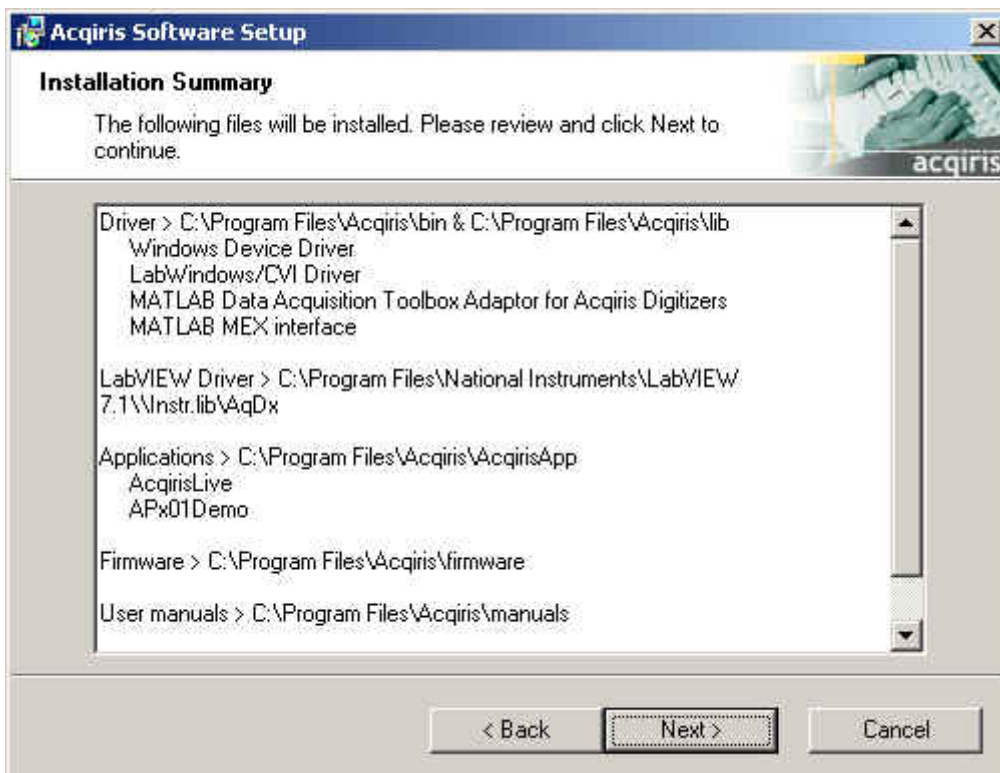 Acqiris Software Setup
Installation Summary
The following files will be installed. Please review and click Next to
continue.
acqiris
Driver > C:\Program Files\Acqiris\bin & C:\Program Files\Acqiris\lib
Windows Device Driver
LabWindows/CVI Driver
MATLAB Data Acquisition Toolbox Adaptor for Acqiris Digitizers
MATLAB MEX interface
LabVIEW Driver > C:\Program Files\National Instruments\LabVIEW
7.1\\Instr.lib\AqDx
Applications > C:\Program Files\Acqiris\AcqirisApp
AcqirisLive
APx01Demo
Firmware > C:\Program Files\Acqiris\firmware
User manuals > C:\Program Files\Acqiris\manuals
< Back
Next >
Cancel